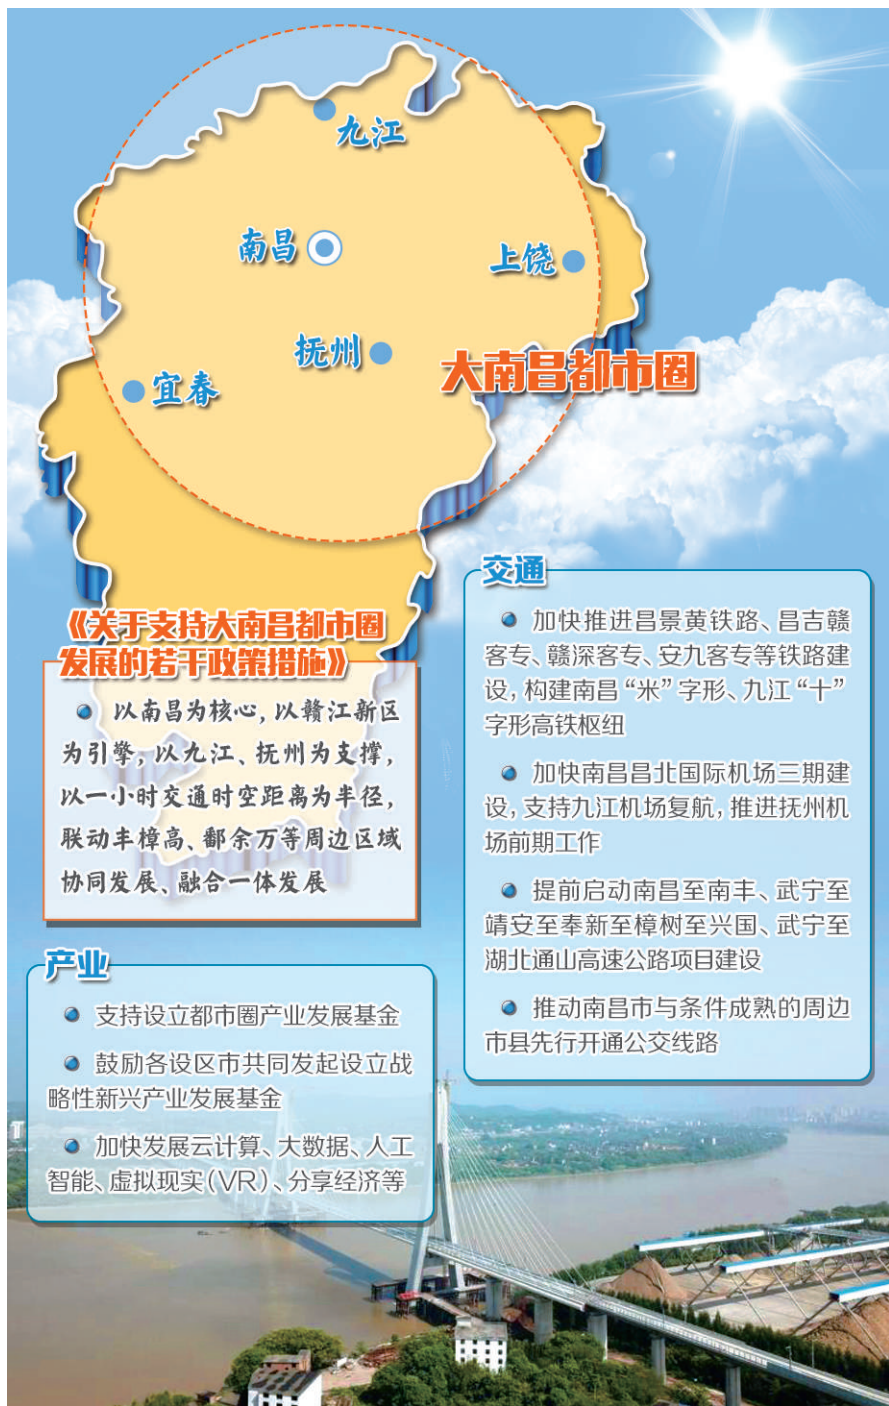 九江
南昌
上饶
抚州
大南昌都市圈
宜春
《关于支持大南昌都市圈
发展的若干政策措施》
以南昌为核心,以赣江新区
为引擎,以九江、抚州为支撑,
以一小时交通时空距离为半径,
联动丰樟高、鄱余万等周边区域
协同发展、融合一体发展
产业
支持设立都市圈产业发展基金
鼓励各设区市共同发起设立战
略性新兴产业发展基金
加快发展云计算、大数据、人工
智能、虚拟现实(VR)、分享经济等
交通
加快推进昌景黄铁路、昌吉赣
客专、赣深客专、安九客专等铁路建
设,构建南昌“米”字形、九江“十”
字形高铁枢纽
加快南昌昌北国际机场三期建
设,支持九江机场复航,推进抚州机
场前期工作
提前启动南昌至南丰、武宁至
靖安至奉新至樟树至兴国、武宁至
湖北通山高速公路项目建设
推动南昌市与条件成熟的周边
市县先行开通公交线路